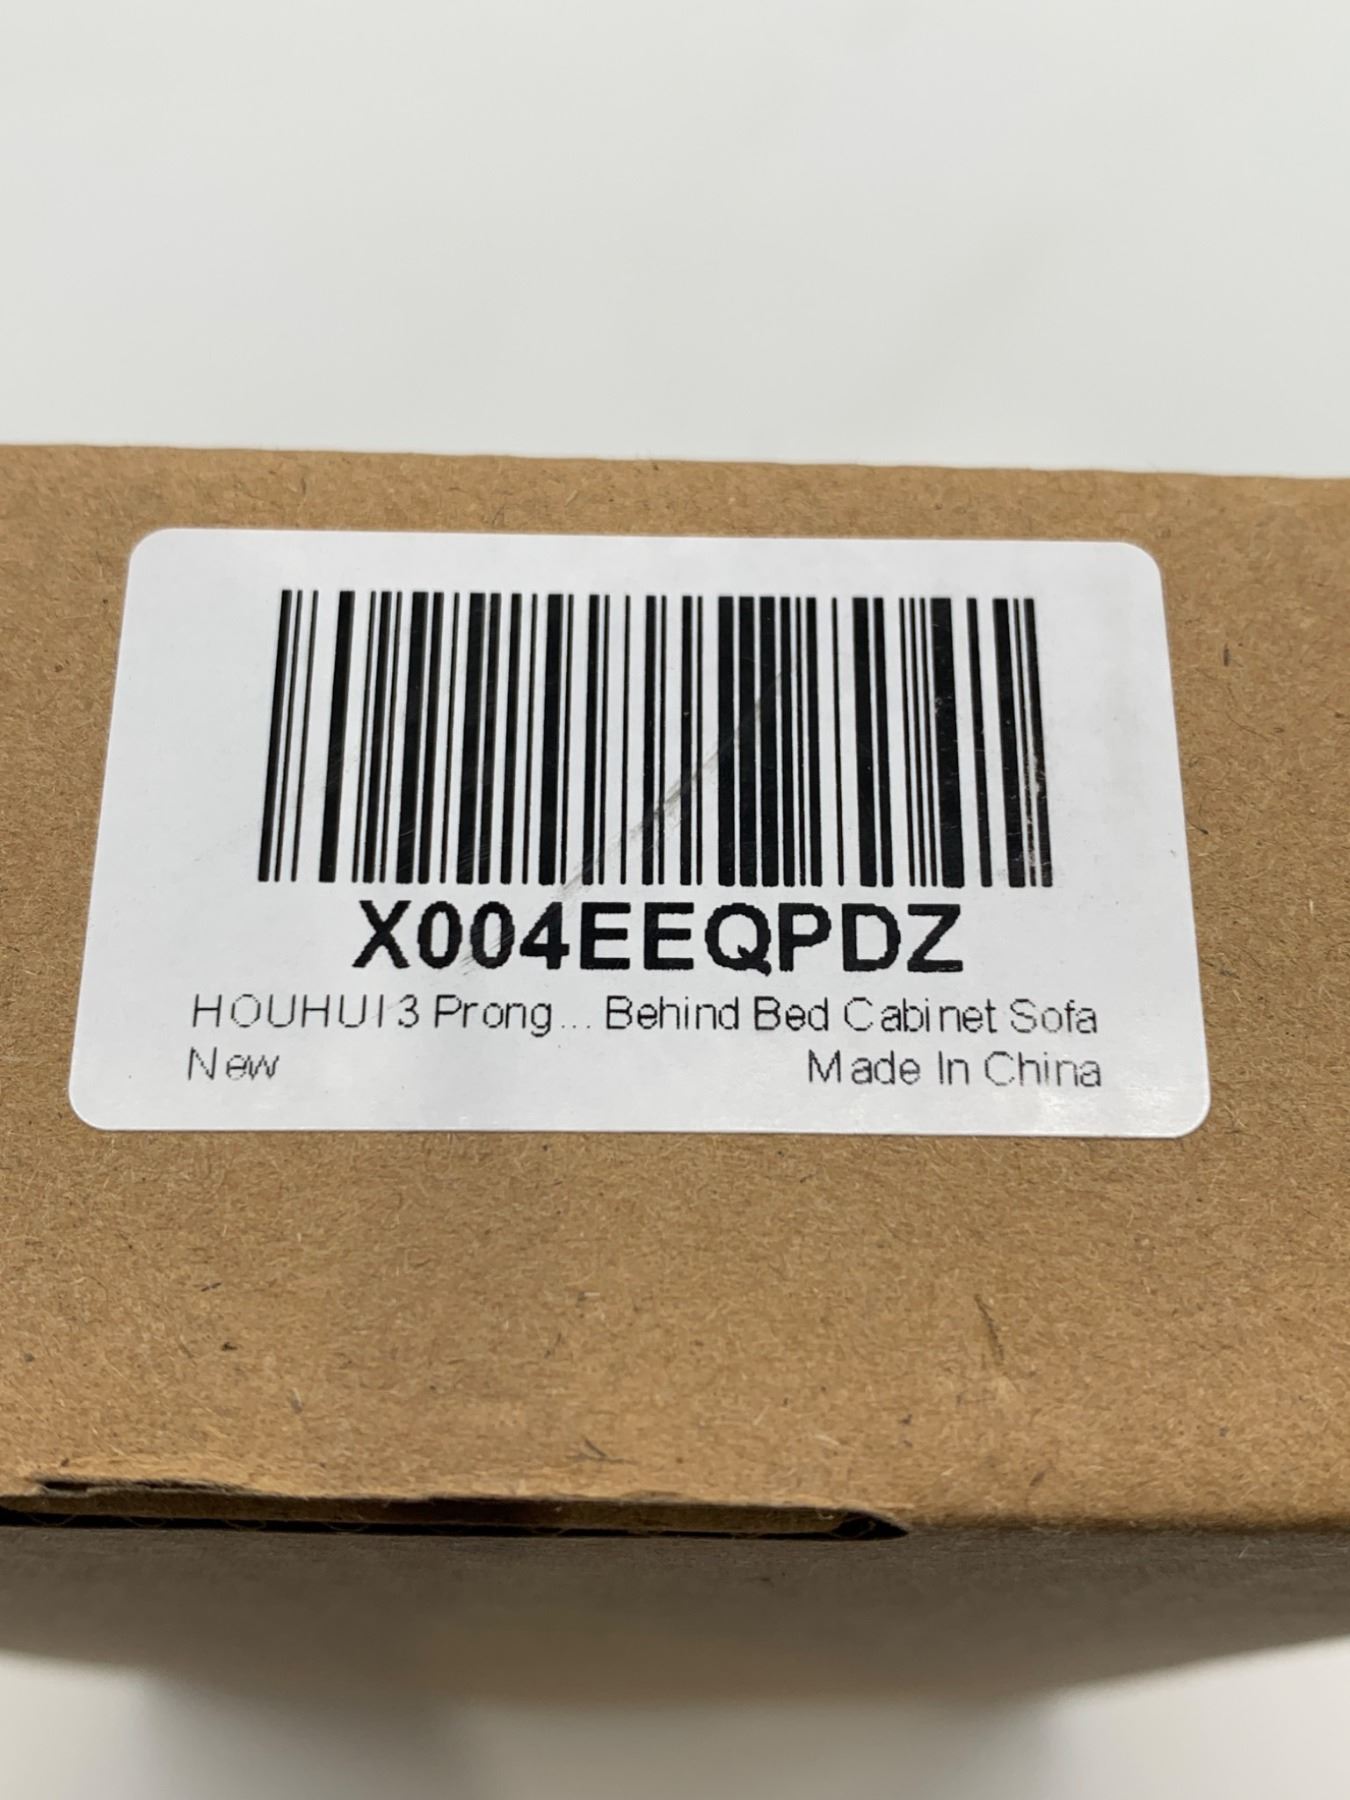 X004EEQPDZ
HOUHUI 3 Prong... Behind Bed Cabinet Sofa
New Made In China